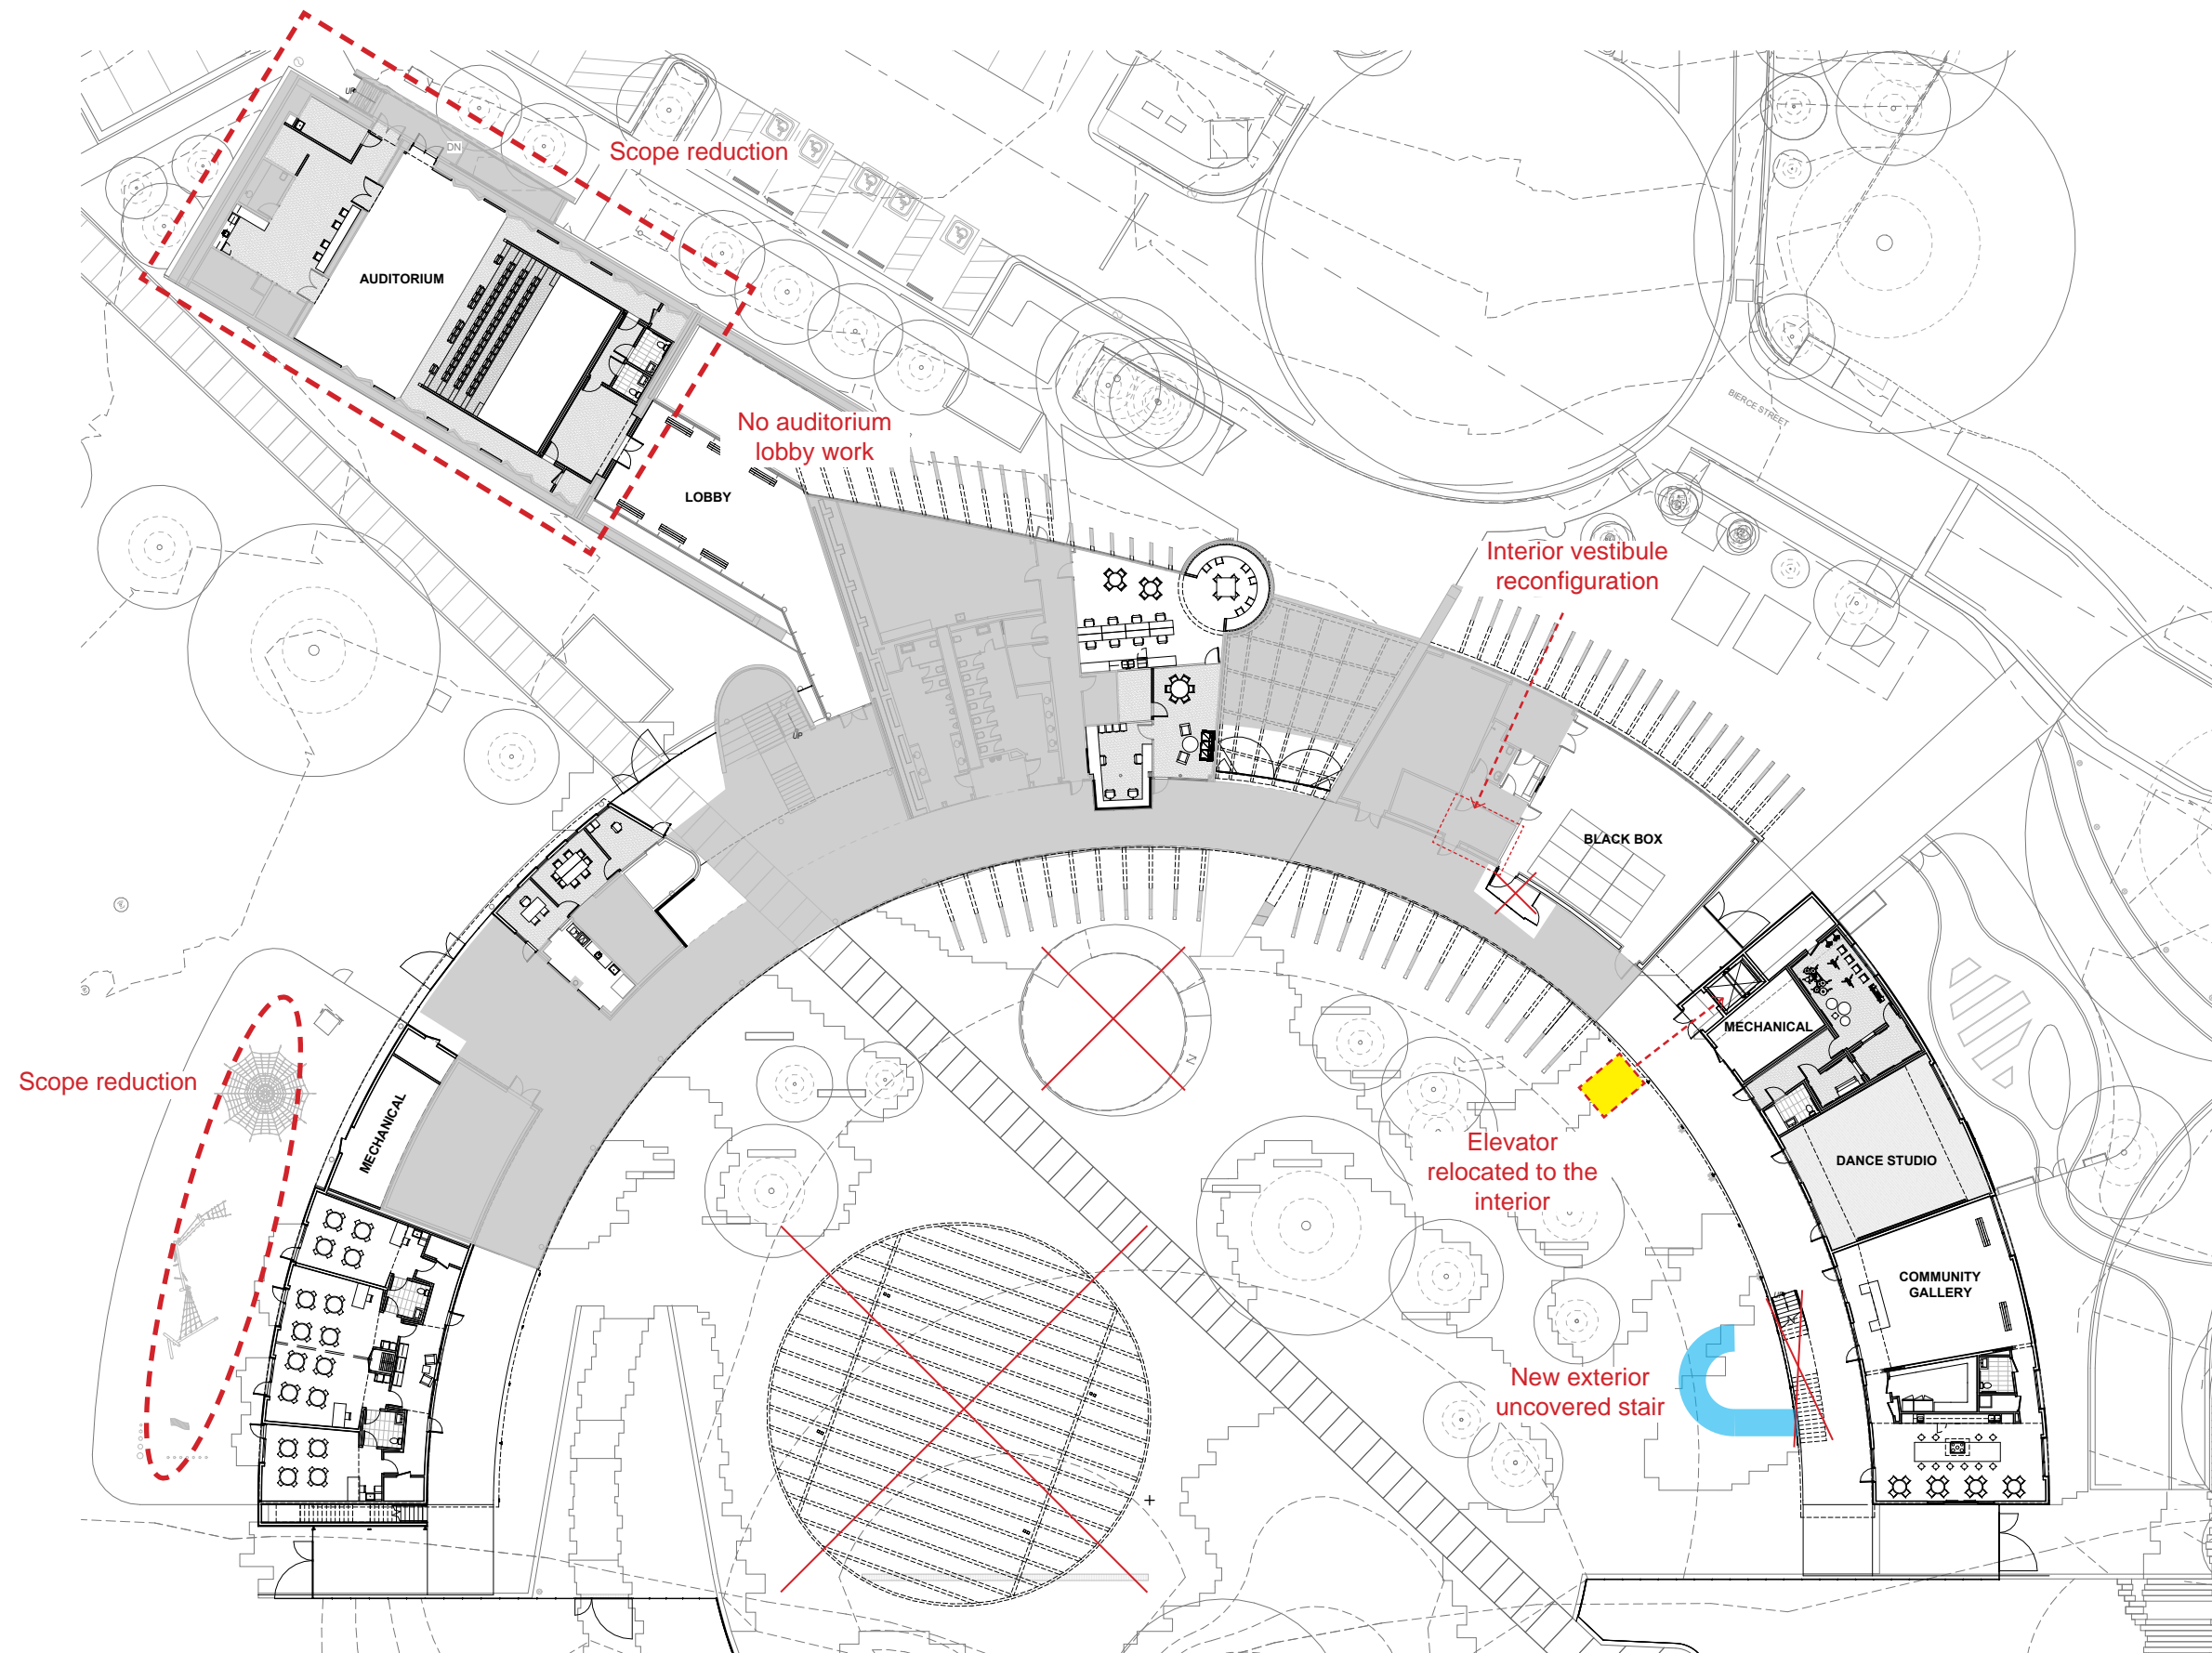 UP
DN
Scope reduction
AUDITORIUM
No auditorium
lobby work
LOBBY
BIERCE STREET
Interior vestibule
reconfiguration
UP
BLACK BOX
MECHANICAL
Scope reduction
MECHANICAL
Elevator
relocated to the
interior
DANCE STUDIO
COMMUNITY
GALLERY
New exterior
uncovered stair